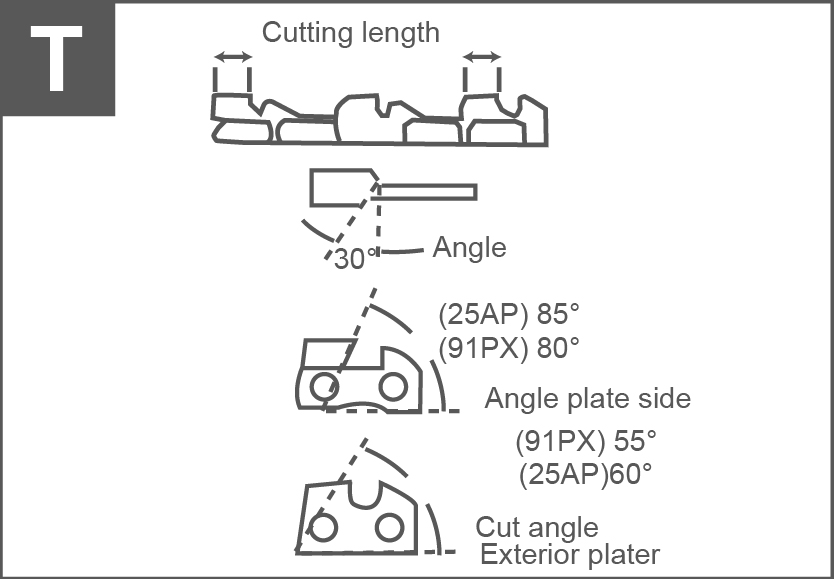 T
Cutting length
30°
Angle
(25AP) 85°
(91PX) 80°
Angle plate side
(91PX) 55°
(25AP)60°
Cut angle
Exterior plater